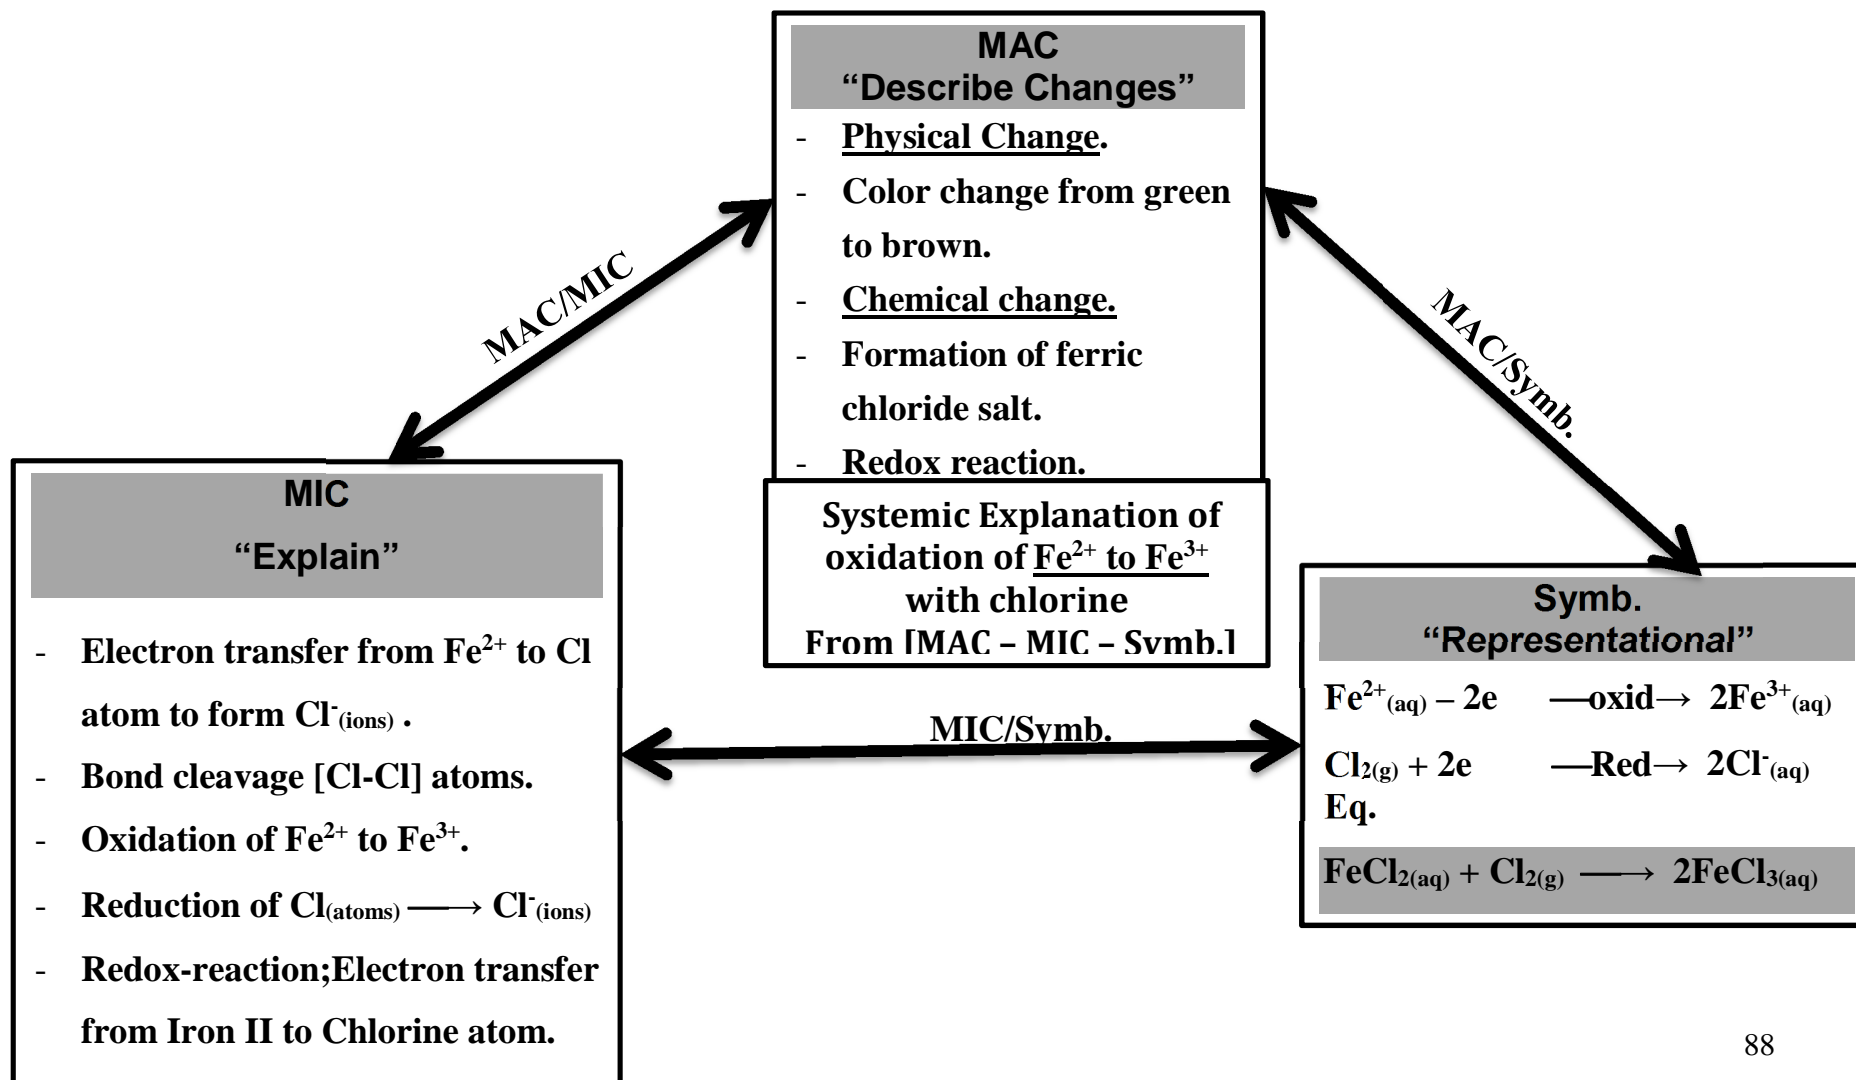 MAC
“Describe Changes”
- Physical Change.
- Color change from green
to brown.
- Chemical change.
- Formation of ferric
chloride salt.
- Redox reaction.
MAC/MIC
MAC/Symb.
MIC
“Explain”
- Electron transfer from Fe²⁺ to Cl
atom to form Cl⁻(ions) .
- Bond cleavage [Cl-Cl] atoms.
- Oxidation of Fe²⁺ to Fe³⁺.
- Reduction of Cl(atoms) ⟶ Cl⁻(ions)
- Redox-reaction;Electron transfer
from Iron II to Chlorine atom.
Systemic Explanation of
oxidation of Fe²⁺ to Fe³⁺
with chlorine
From [MAC – MIC – Symb.]
MIC/Symb.
Symb.
“Representational”
Fe²⁺(aq) – 2e —oxid→ 2Fe³⁺(aq)
Cl₂(g) + 2e —Red→ 2Cl⁻(aq)
Eq.
FeCl₂(aq) + Cl₂(g) ⟶ 2FeCl₃(aq)
88